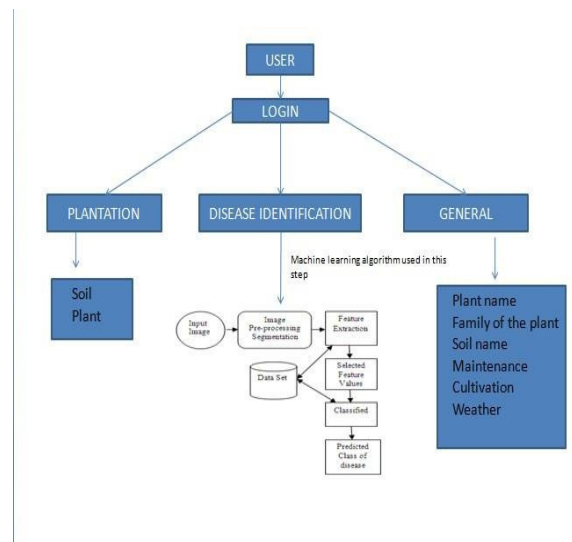 USER
LOGIN
PLANTATION
DISEASE IDENTIFICATION
GENERAL
Machine learning algorithm used in this
step
Soil
Plant
Input
Image
Image
Pre-processing
Segmentation
Feature
Extraction
Data Set
Selected
Feature
Values
Classified
Predicted
Class of
disease
Plant name
Family of the plant
Soil name
Maintenance
Cultivation
Weather